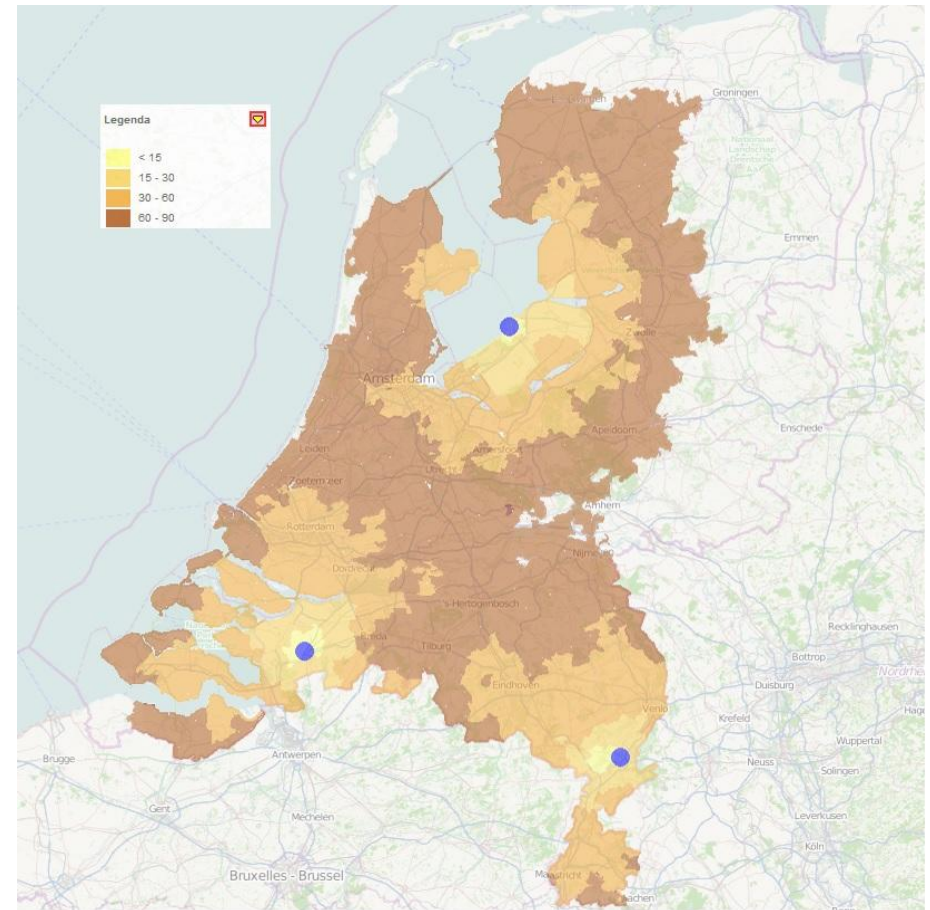 Groningen
Legenda
< 15
15 - 30
30 - 60
60 - 90
Emmen
Zwolle
Amsterdam
Enschede
Apeldoorn
Amersfoort
Leiden
Utrecht
Zoetermeer
Arnhem
Rotterdam
Nijmegen
Dordrecht
's Hertogenbosch
Recklinghausen
Breda
Tilburg
Bottrop
Eindhoven
Duisburg
Venlo
Krefeld
Wuppertal
Antwerpen
Brugge
Neuss
Solingen
Gent
Mechelen
Leverkusen
Köln
Bruxelles - Brussel
Maastricht
Aachen